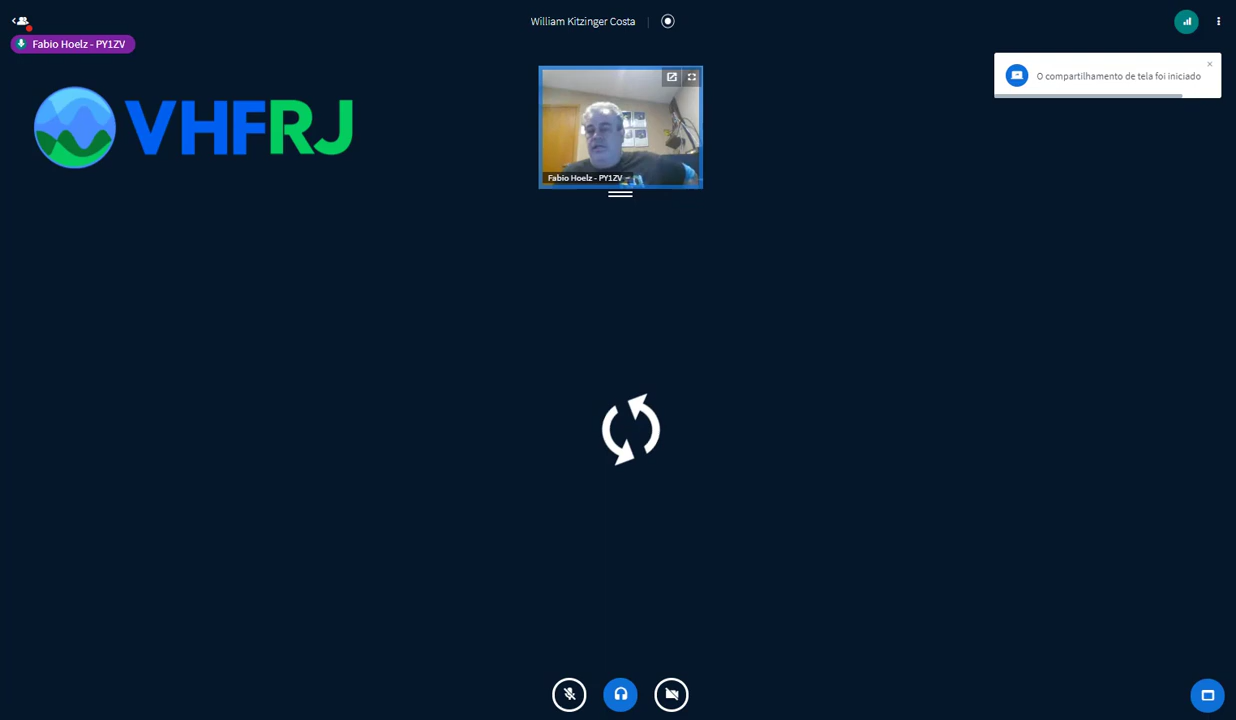 William Kitzinger Costa
Fabio Hoelz - PY1ZV
O compartilhamento de tela foi iniciado
VHFRJ
Fabio Hoelz - PY1ZV